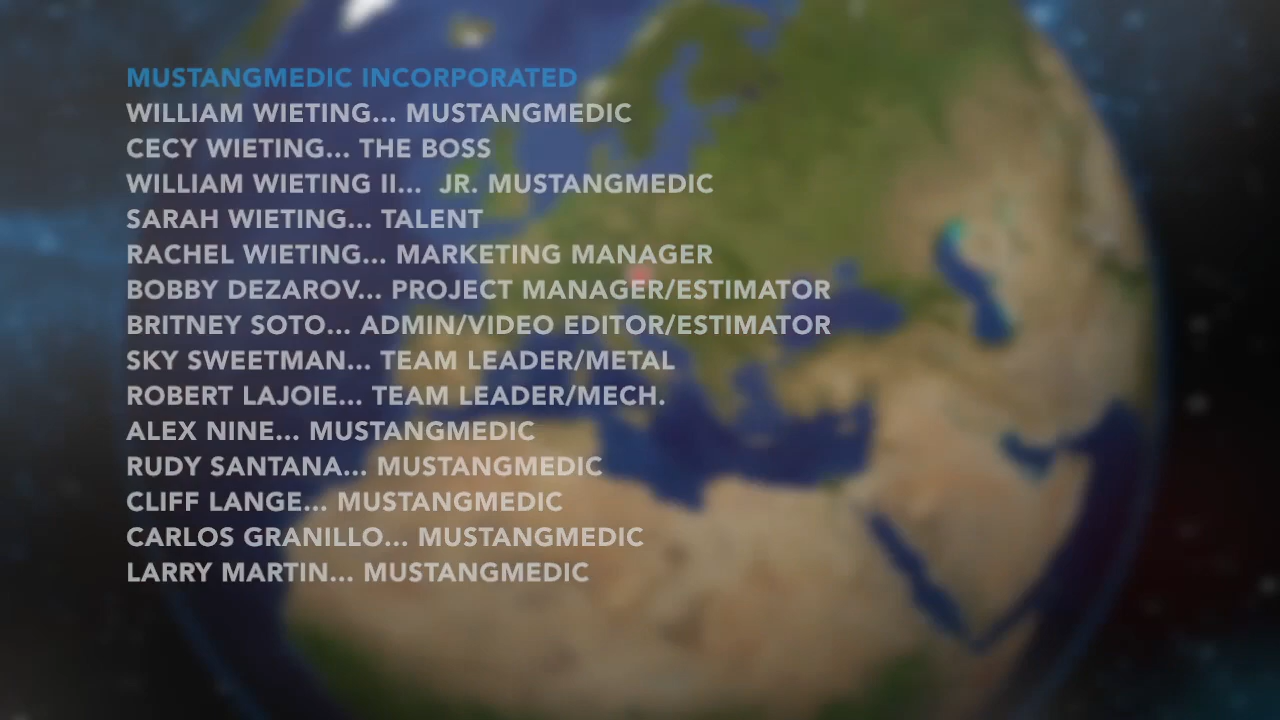 MUSTANGMEDIC INCORPORATED
WILLIAM WIETING... MUSTANGMEDIC
CECY WIETING... THE BOSS
WILLIAM WIETING II...  JR. MUSTANGMEDIC
SARAH WIETING... TALENT
RACHEL WIETING... MARKETING MANAGER
BOBBY DEZAROV... PROJECT MANAGER/ESTIMATOR
BRITNEY SOTO... ADMIN/VIDEO EDITOR/ESTIMATOR
SKY SWEETMAN... TEAM LEADER/METAL
ROBERT LAJOIE... TEAM LEADER/MECH.
ALEX NINE... MUSTANGMEDIC
RUDY SANTANA... MUSTANGMEDIC
CLIFF LANGE... MUSTANGMEDIC
CARLOS GRANILLO... MUSTANGMEDIC
LARRY MARTIN... MUSTANGMEDIC